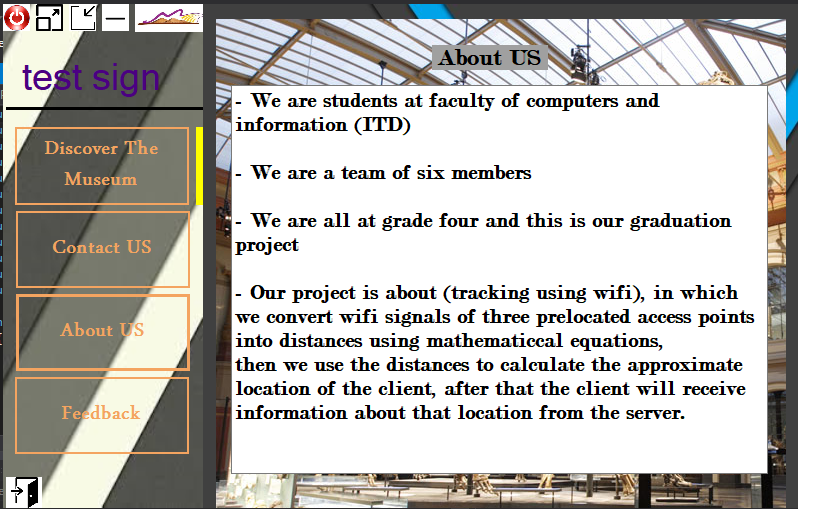 test sign
Discover The
Museum
Contact US
About US
Feedback
About US
- We are students at faculty of computers and
information (ITD)
- We are a team of six members
- We are all at grade four and this is our graduation
project
- Our project is about (tracking using wifi), in which
we convert wifi signals of three prelocated access points
into distances using mathematiccal equations,
then we use the distances to calculate the approximate
location of the client, after that the client will receive
information about that location from the server.